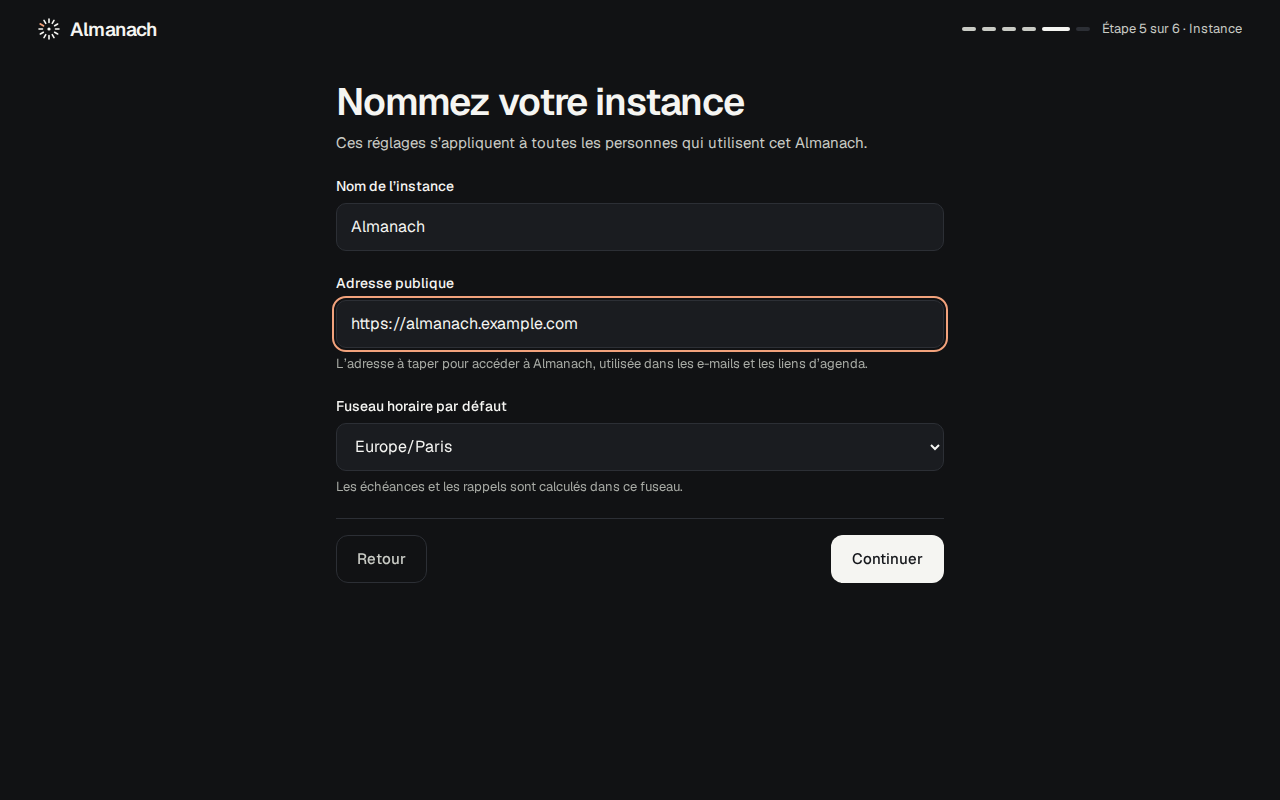 Almanach
Étape 5 sur 6 · Instance
Nommez votre instance
Ces réglages s’appliquent à toutes les personnes qui utilisent cet Almanach.
Nom de l’instance
Almanach
Adresse publique
https://almanach.example.com
L’adresse à taper pour accéder à Almanach, utilisée dans les e-mails et les liens d’agenda.
Fuseau horaire par défaut
Europe/Paris
Les échéances et les rappels sont calculés dans ce fuseau.
Retour
Continuer